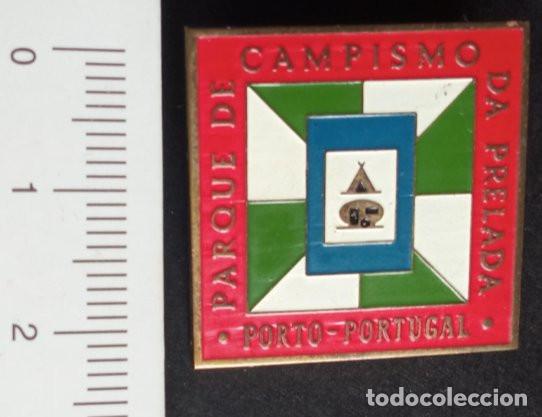 PARQUE DE
CAMPISMO
DA PRELADA
• PORTO-PORTUGAL •
0
1
2
todocoleccion